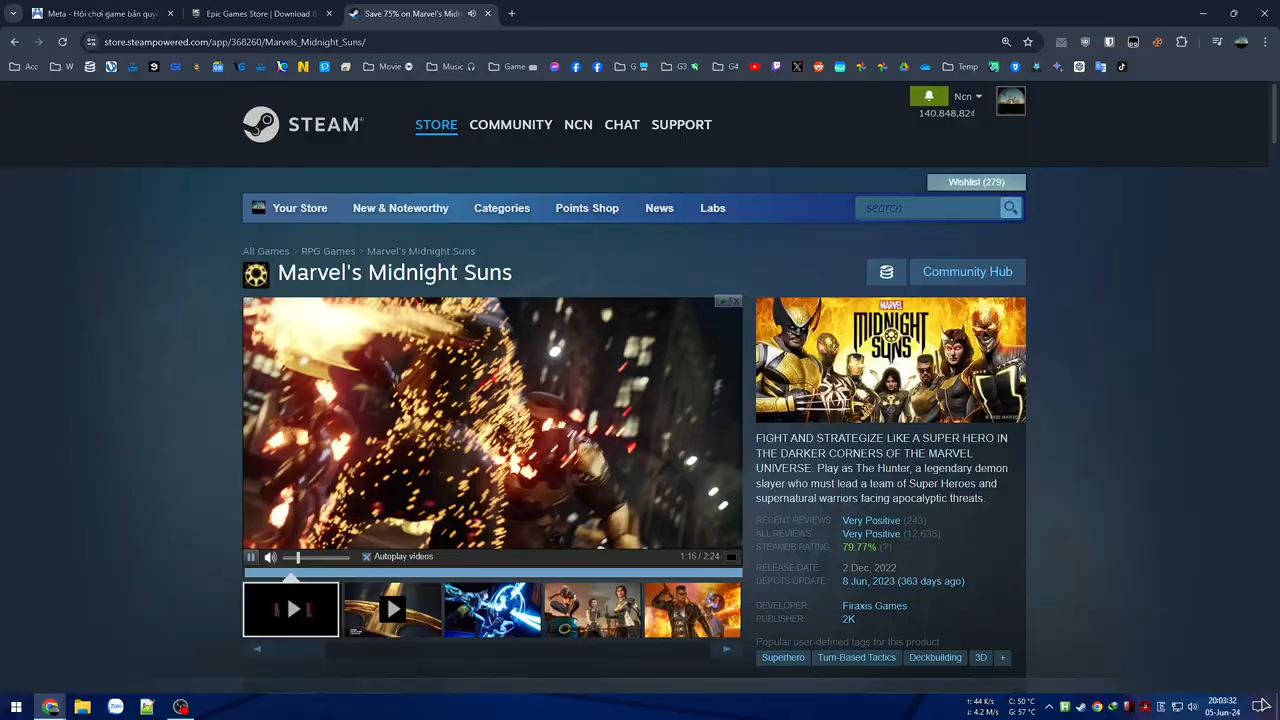 Meta - Hội chơi game bản quyề
Epic Games Store | Download &
Save 75% on Marvel's Midn
store.steampowered.com/app/368260/Marvels_Midnight_Suns/
Acc
W
Movie
Music
Game
G
G3
G4
Temp
STEAM
STORE
COMMUNITY
NCN
CHAT
SUPPORT
Ncn
140.848,82₫
Wishlist (279)
Your Store
New & Noteworthy
Categories
Points Shop
News
Labs
search
All Games > RPG Games > Marvel's Midnight Suns
Marvel's Midnight Suns
Community Hub
MARVEL
MIDNIGHT
SUNS
© 2022 MARVEL
FIGHT AND STRATEGIZE LIKE A SUPER HERO IN
THE DARKER CORNERS OF THE MARVEL
UNIVERSE. Play as The Hunter, a legendary demon
slayer who must lead a team of Super Heroes and
supernatural warriors facing apocalyptic threats.
RECENT REVIEWS: Very Positive (243)
ALL REVIEWS: Very Positive (12,635)
STEAMDB RATING: 79.77% (?)
RELEASE DATE: 2 Dec, 2022
DEPOTS UPDATE: 8 Jun, 2023 (363 days ago)
DEVELOPER: Firaxis Games
PUBLISHER: 2K
Popular user-defined tags for this product
Superhero
Turn-Based Tactics
Deckbuilding
3D
+
Autoplay videos
1:16 / 2:24
Zalo
↑: 44 K/s
↓: 4.2 M/s
C: 50 °C
G: 57 °C
20:03:32
05-Jun-24